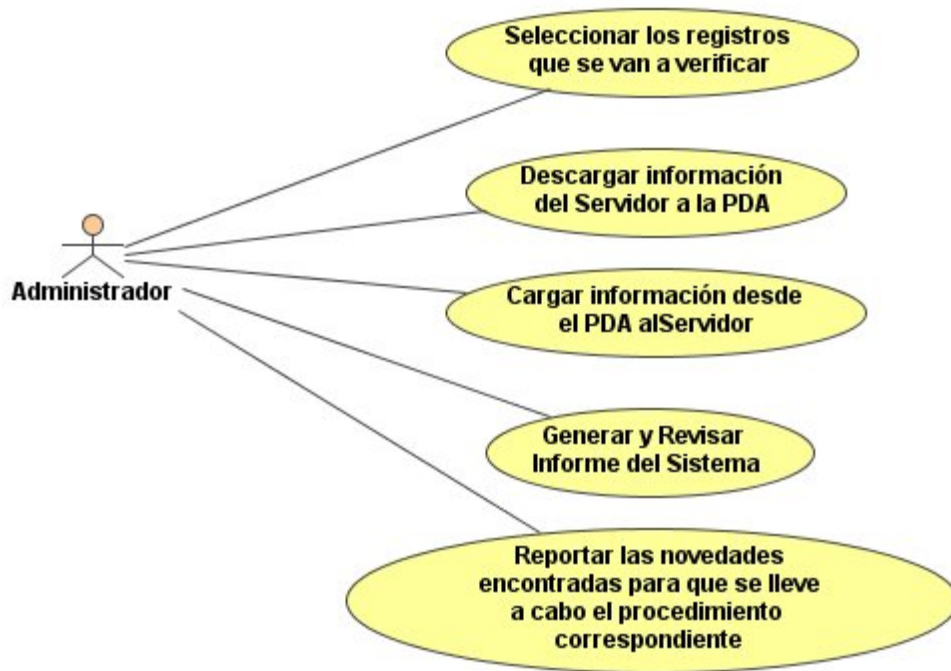 Seleccionar los registros
que se van a verificar
Descargar información
del Servidor a la PDA
Administrador
Cargar información desde
el PDA alServidor
Generar y Revisar
Informe del Sistema
Reportar las novedades
encontradas para que se lleve
a cabo el procedimiento
correspondiente